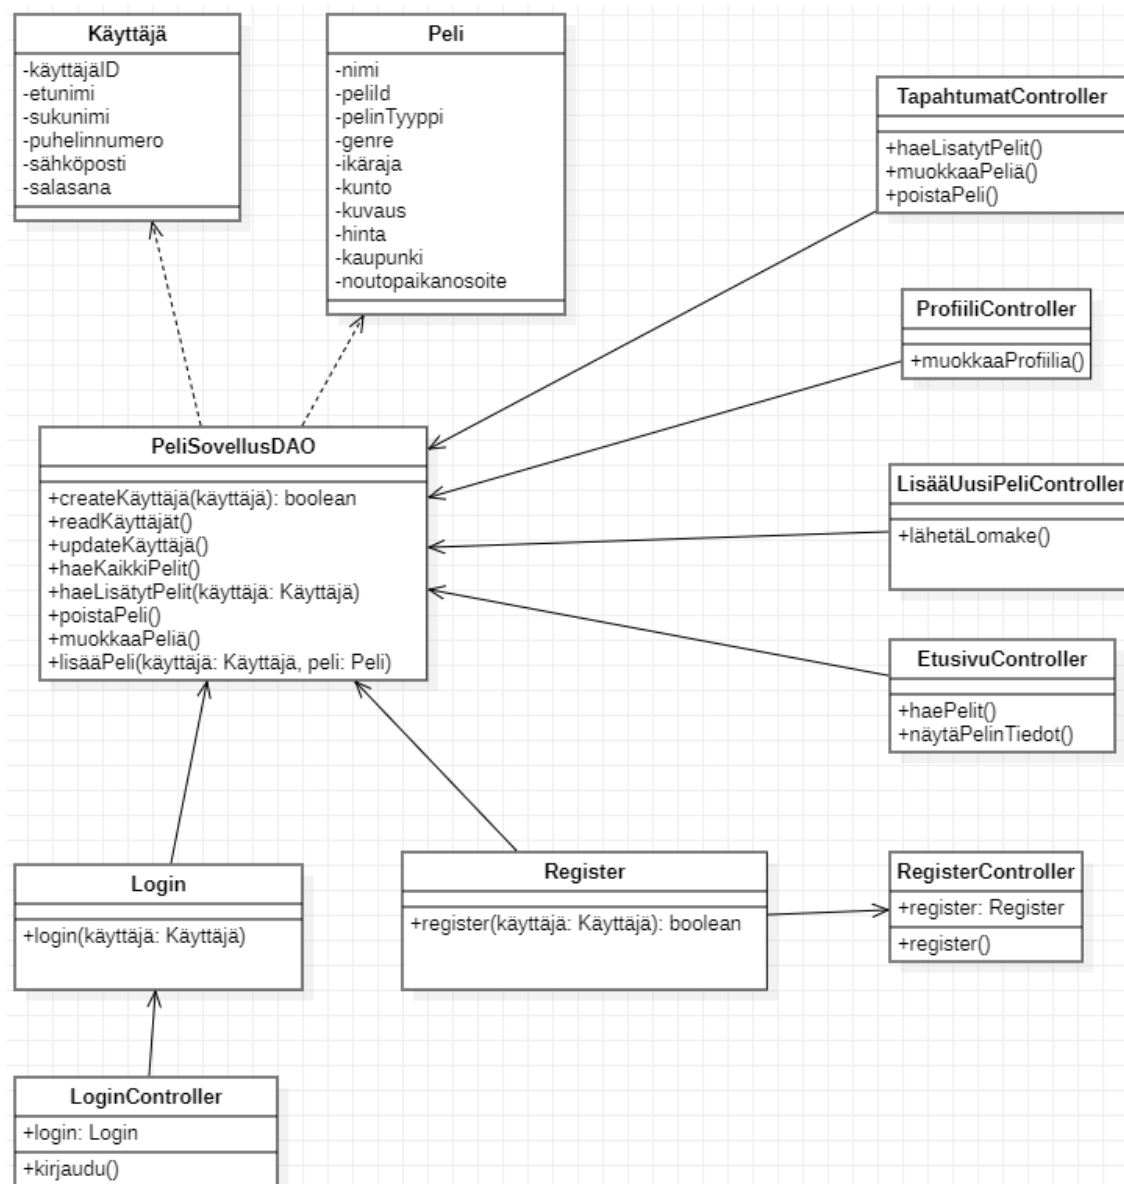 Käyttäjä
-käyttäjäID
-etunimi
-sukunimi
-puhelinnumero
-sähköposti
-salasana
Peli
-nimi
-peliId
-pelinTyyppi
-genre
-ikäraja
-kunto
-kuvaus
-hinta
-kaupunki
-noutopaikanosoite
TapahtumatController
+haeLisatytPelit()
+muokkaaPeliä()
+poistaPeli()
ProfiiliController
+muokkaaProfiilia()
PeliSovellusDAO
+createKäyttäjä(käyttäjä): boolean
+readKäyttäjät()
+updateKäyttäjä()
+haeKaikkiPelit()
+haeLisätytPelit(käyttäjä: Käyttäjä)
+poistaPeli()
+muokkaaPeliä()
+lisääPeli(käyttäjä: Käyttäjä, peli: Peli)
LisääUusiPeliController
+lähetäLomake()
EtusivuController
+haePelit()
+näytäPelinTiedot()
Login
+login(käyttäjä: Käyttäjä)
Register
+register(käyttäjä: Käyttäjä): boolean
RegisterController
+register: Register
+register()
LoginController
+login: Login
+kirjaudu()